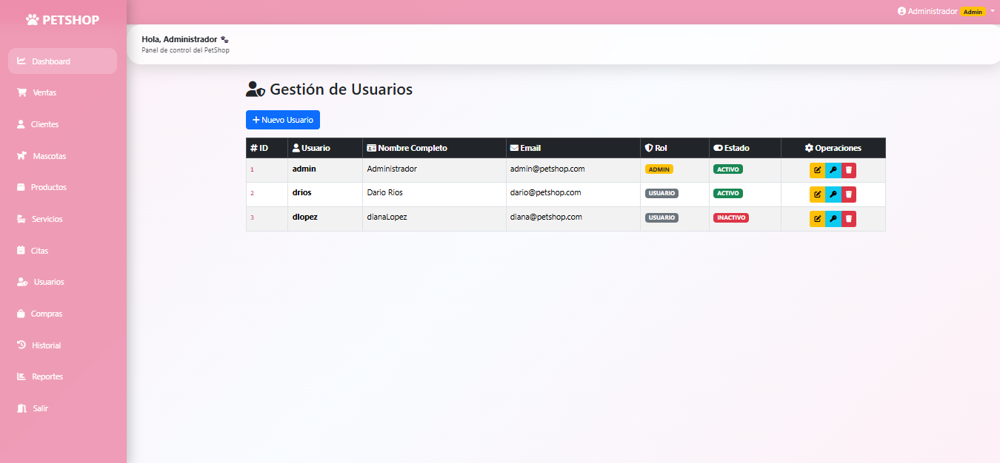 PETSHOP
Administrador Admin
Hola, Administrador
Panel de control del PetShop
Dashboard
Ventas
Clientes
Mascotas
Productos
Servicios
Citas
Usuarios
Compras
Historial
Reportes
Salir
Gestión de Usuarios
Nuevo Usuario
# ID Usuario Nombre Completo Email Rol Estado Operaciones
1 admin Administrador admin@petshop.com ADMIN ACTIVO
2 drios Dario Rios dario@petshop.com USUARIO ACTIVO
3 dlopez dianaLopez diana@petshop.com USUARIO INACTIVO